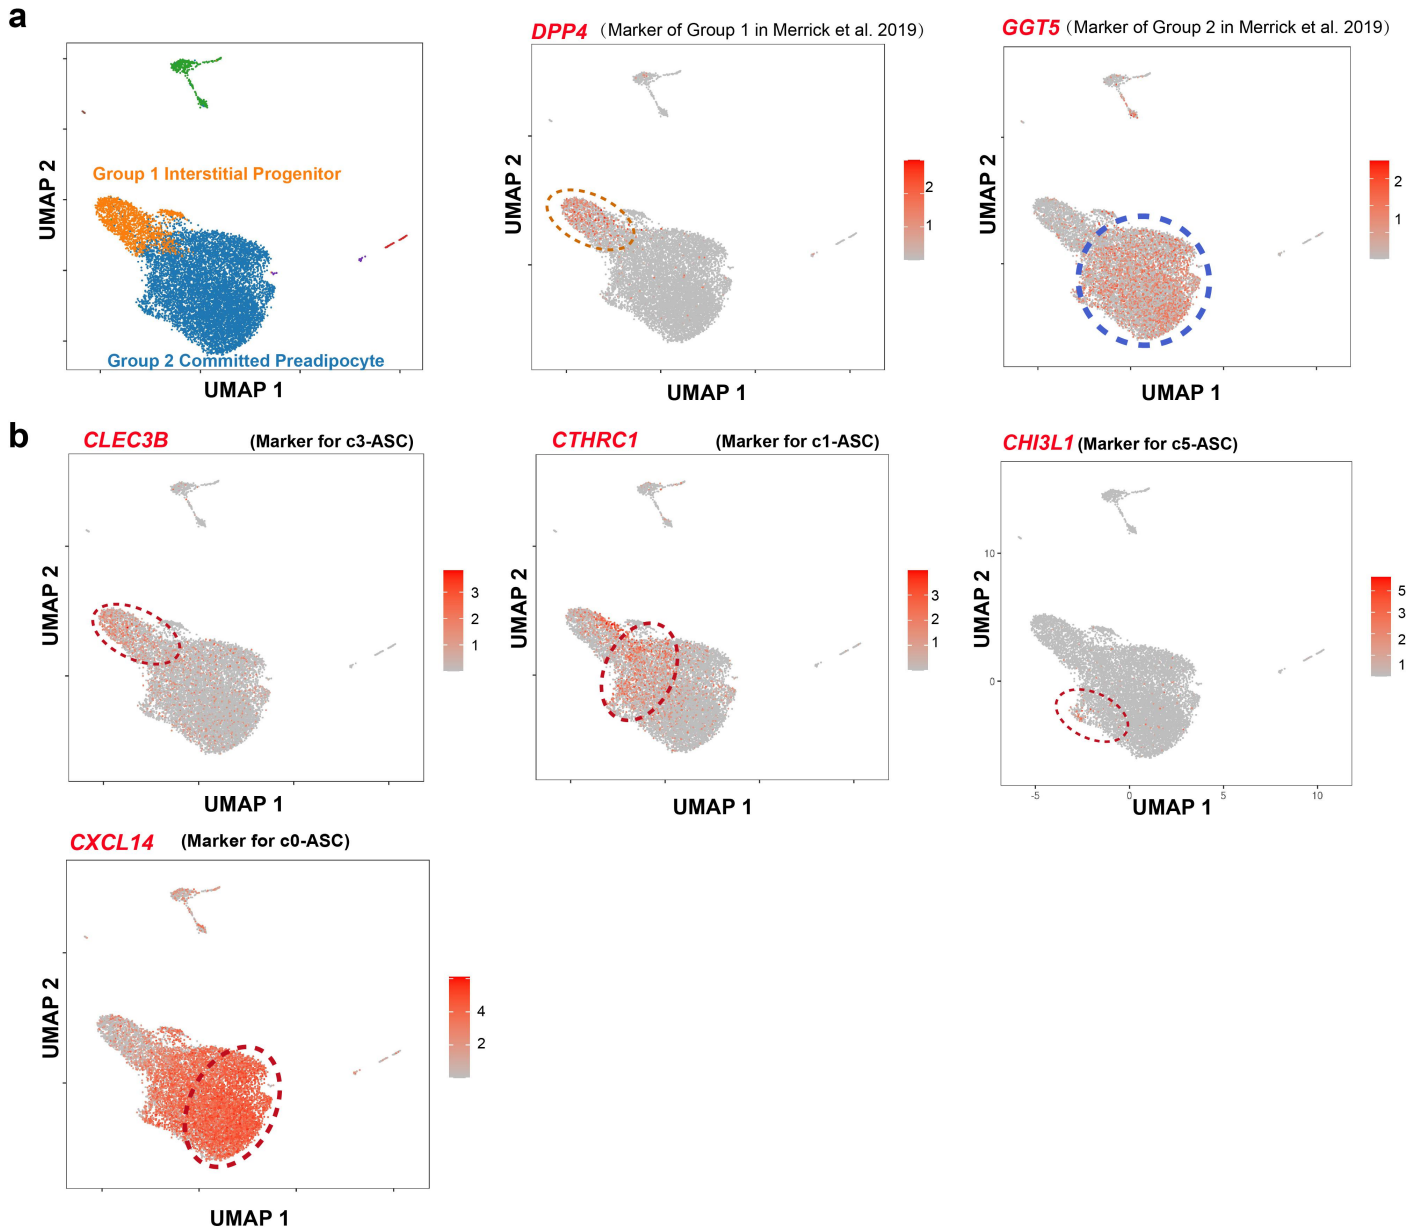 a
DPP4 (Marker of Group 1 in Merrick et al. 2019)
GGT5 (Marker of Group 2 in Merrick et al. 2019)
Group 1 Interstitial Progenitor
Group 2 Committed Preadipocyte
UMAP 2
UMAP 1
UMAP 2
2
1
UMAP 1
UMAP 2
2
1
UMAP 1
b
CLEC3B (Marker for c3-ASC)
UMAP 2
3
2
1
UMAP 1
CTHRC1 (Marker for c1-ASC)
UMAP 2
3
2
1
UMAP 1
CHI3L1 (Marker for c5-ASC)
UMAP 2
10
0
-5
0
5
10
5
3
2
1
UMAP 1
CXCL14 (Marker for c0-ASC)
UMAP 2
4
2
UMAP 1